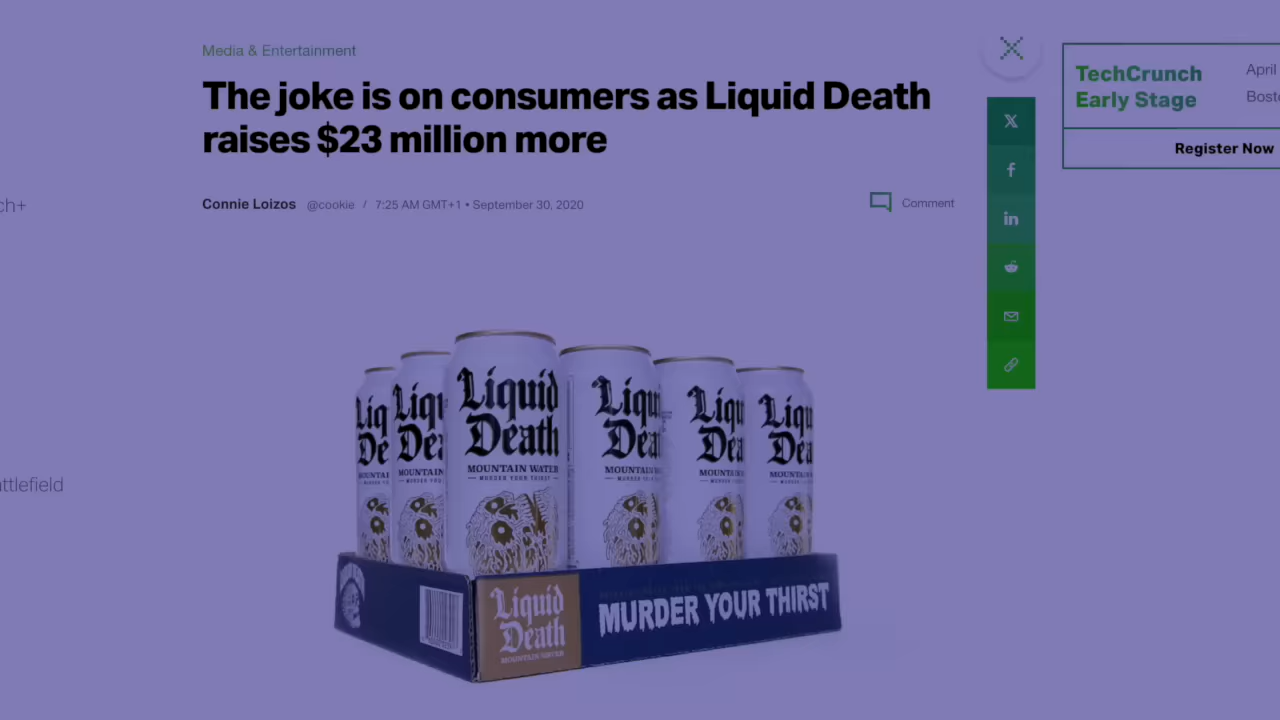 Media & Entertainment
The joke is on consumers as Liquid Death
raises $23 million more
Connie Loizos @cookie / 7:25 AM GMT+1 • September 30, 2020
Comment
TechCrunch
Early Stage
April
Register Now
ch+
ttlefield
Liquid
Death
MOUNTAIN WATER
MURDER YOUR THIRST
Liquid
Death
MOUNTAIN WATER
MURDER YOUR THIRST